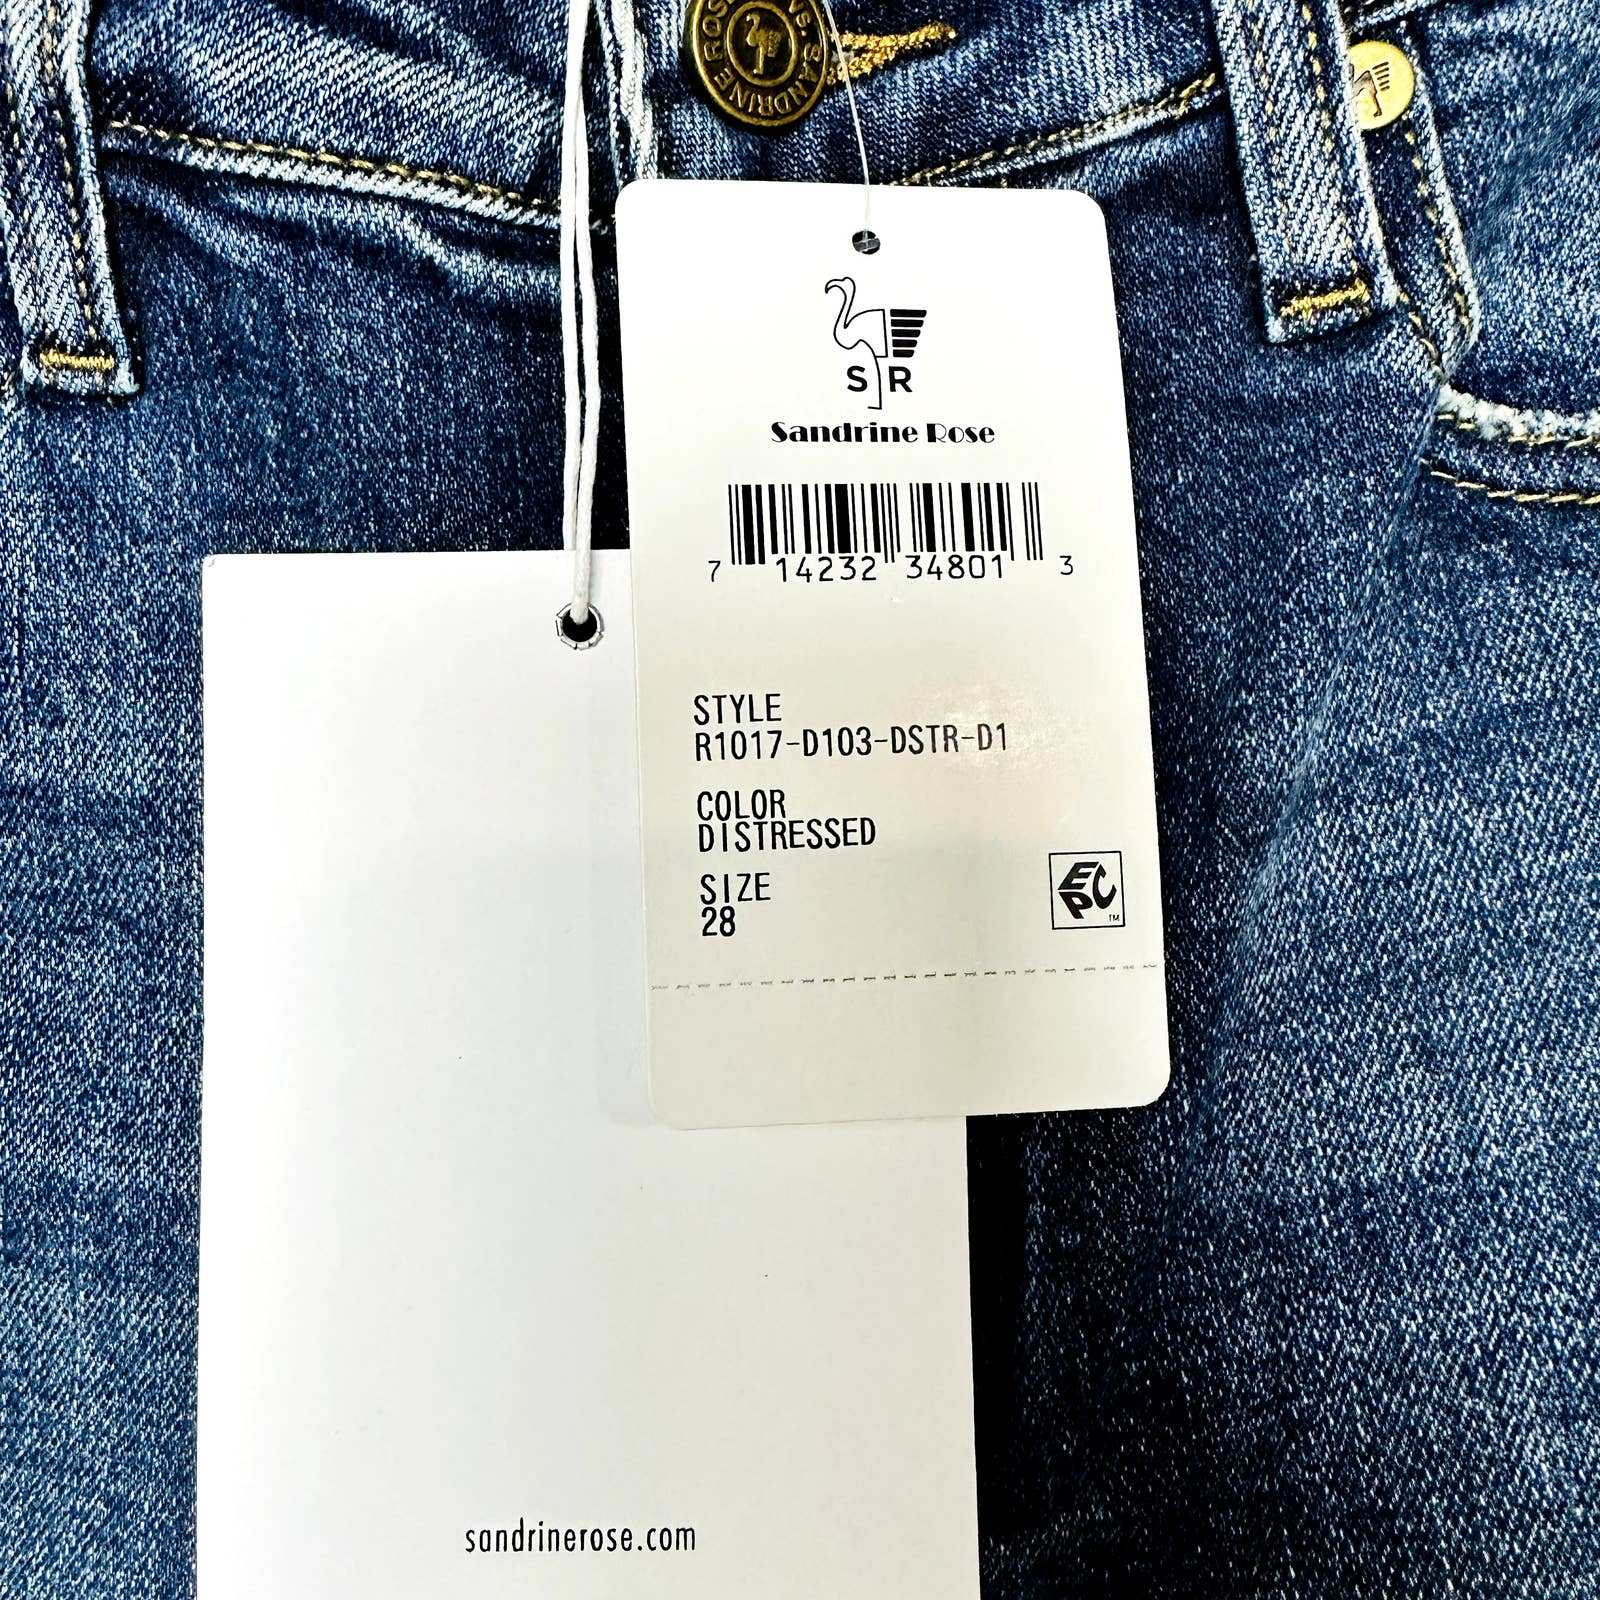 SANDRINE ROSE
S R
Sandrine Rose
7 14232 34801 3
STYLE
R1017-D103-DSTR-D1
COLOR
DISTRESSED
SIZE
28
EPC
TM
sandrinerose.com